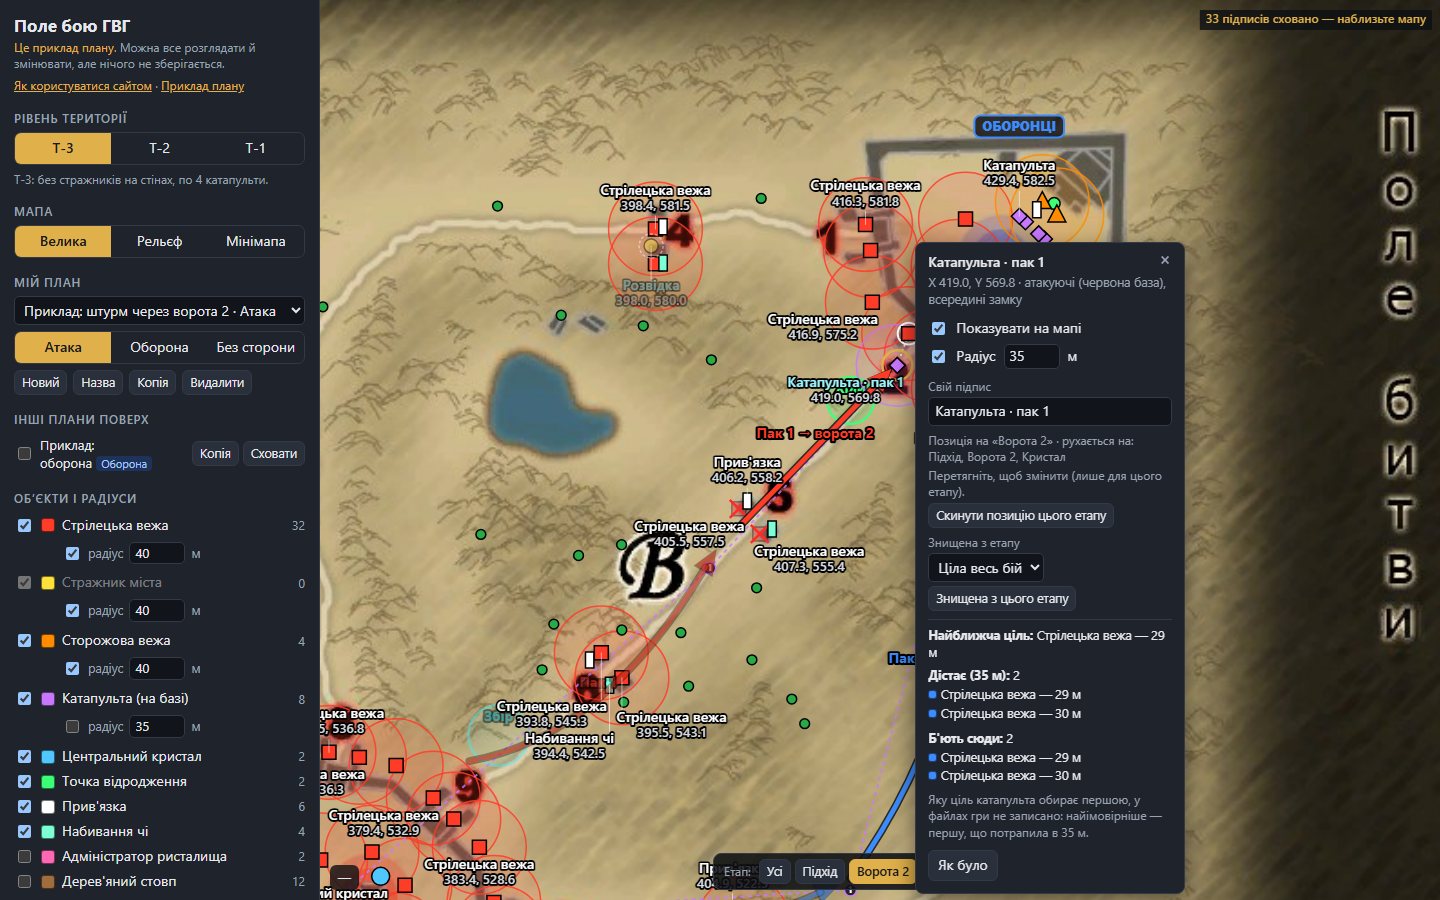 Поле бою ГВГ
Це приклад плану. Можна все розглядати й
змінювати, але нічого не зберігається.
Як користуватися сайтом · Приклад плану
РІВЕНЬ ТЕРИТОРІЇ
Т-3 Т-2 Т-1
Т-3: без стражників на стінах, по 4 катапульти.
МАПА
Велика Рельєф Мінімапа
МІЙ ПЛАН
Приклад: штурм через ворота 2 · Атака
Атака Оборона Без сторони
Новий Назва Копія Видалити
ІНШІ ПЛАНИ ПОВЕРХ
Приклад:
оборона Оборона
Копія Сховати
ОБ'ЄКТИ І РАДІУСИ
Стрілецька вежа 32
радіус 40 м
Стражник міста 0
радіус 40 м
Сторожова вежа 4
радіус 40 м
Катапульта (на базі) 8
радіус 35 м
Центральний кристал 2
Точка відродження 2
Прив'язка 6
Набивання чі 4
Адміністратор ристалища 2
Дерев'яний стовп 12
33 підписів сховано — наблизьте мапу
ОБОРОНЦІ
Катапульта
429.4, 582.5
Стрілецька вежа
398.4, 581.5
Стрілецька вежа
416.3, 581.8
4
1
Розвідка
398.0, 580.0
Стрілецька вежа
416.9, 575.2
Катапульта · пак 1
419.0, 569.8
Пак 1 → ворота 2
Прив'язка
406.2, 558.2
Стрілецька вежа
405.5, 557.5
Стрілецька вежа
407.3, 555.4
В
Пак
Стрілецька вежа
393.8, 545.3
Стрілецька вежа
395.5, 543.1
Набивання чі
394.4, 542.5
цька вежа
5, 536.8
а вежа
36.3
Стрілецька вежа
379.4, 532.9
Стрілецька вежа
383.4, 528.6
ий кристал
—
Етап: Усі Підхід Ворота 2
Катапульта · пак 1 ×
X 419.0, Y 569.8 · атакуючі (червона база),
всередині замку
Показувати на мапі
Радіус 35 м
Свій підпис
Катапульта · пак 1
Позиція на «Ворота 2» · рухається на:
Підхід, Ворота 2, Кристал
Перетягніть, щоб змінити (лише для цього
етапу).
Скинути позицію цього етапу
Знищена з етапу
Ціла весь бій
Знищена з цього етапу
Найближча ціль: Стрілецька вежа — 29
м
Дістає (35 м): 2
Стрілецька вежа — 29 м
Стрілецька вежа — 30 м
Б'ють сюди: 2
Стрілецька вежа — 29 м
Стрілецька вежа — 30 м
Яку ціль катапульта обирає першою, у
файлах гри не записано: найімовірніше —
першу, що потрапила в 35 м.
Як було
Поле битви